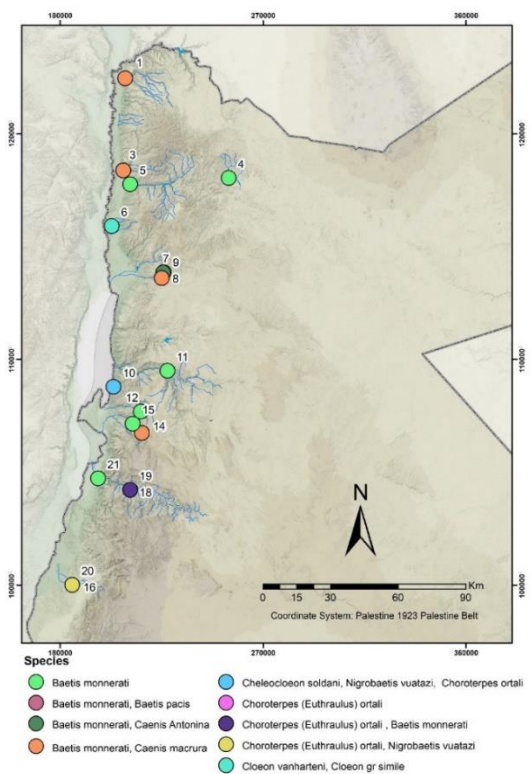 180000 270000 360000
1
120000 120000
3
5
4
6
7
9
8
110000 110000
11
10
12
15
14
21
19
18
N
20
16
100000 100000
Km
0 15 30 60 90
Coordinate System: Palestine 1923 Palestine Belt
180000 270000 360000
Species
Baetis monnerati
Baetis monnerati, Baetis pacis
Baetis monnerati, Caenis Antonina
Baetis monnerati, Caenis macrura
Cheleocloeon soldani, Nigrobaetis vuatazi, Choroterpes ortali
Choroterpes (Euthraulus) ortali
Choroterpes (Euthraulus) ortali , Baetis monnerati
Choroterpes (Euthraulus) ortali, Nigrobaetis vuatazi
Cloeon vanharteni, Cloeon gr simile